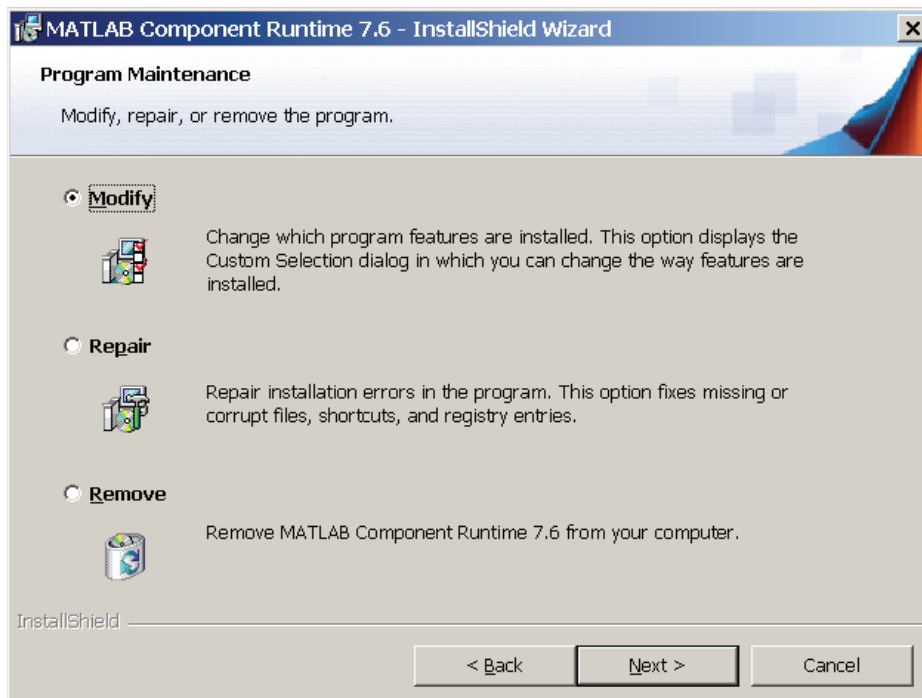 MATLAB Component Runtime 7.6 - InstallShield Wizard
Program Maintenance
Modify, repair, or remove the program.
Modify
Change which program features are installed. This option displays the
Custom Selection dialog in which you can change the way features are
installed.
Repair
Repair installation errors in the program. This option fixes missing or
corrupt files, shortcuts, and registry entries.
Remove
Remove MATLAB Component Runtime 7.6 from your computer.
InstallShield
< Back
Next >
Cancel